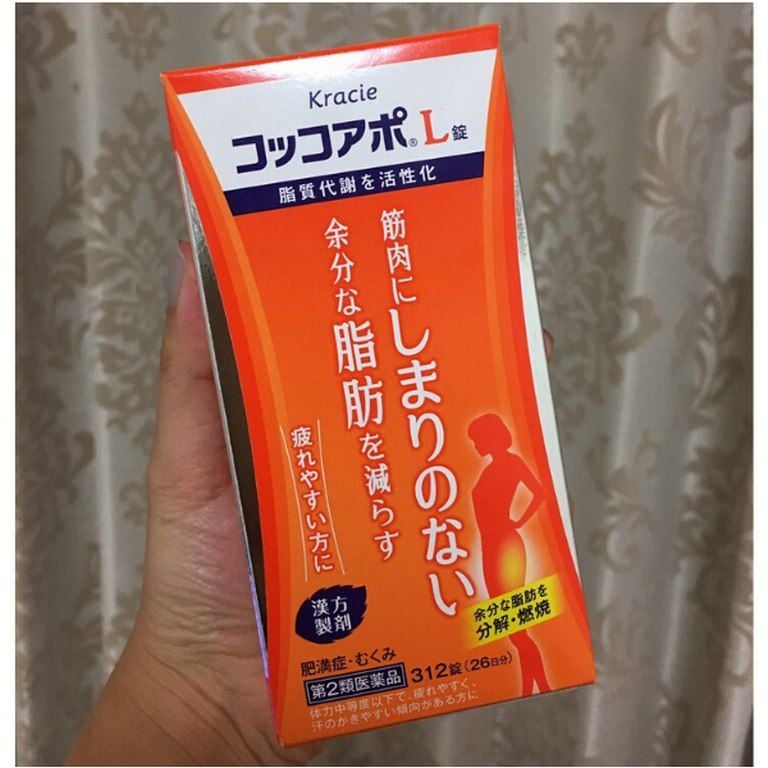 Kracie
コッコアポ®L錠
脂質代謝を活性化
筋肉にしまりのない
余分な脂肪を減らす
疲れやすい方に
漢方
製剤
余分な脂肪を
分解・燃焼
肥満症・むくみ
第2類医薬品 312錠(26日分)
体力中等度以下で、疲れやすく、
汗のかきやすい傾向がある方に